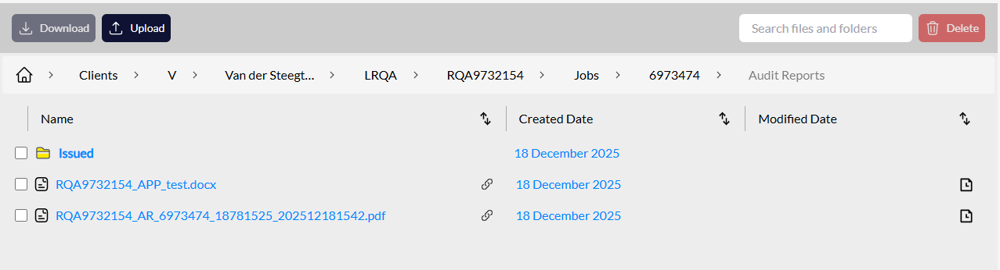 Download Upload Search files and folders Delete
Clients V Van der Steegt... LRQA RQA9732154 Jobs 6973474 Audit Reports
Name Created Date Modified Date
Issued 18 December 2025
RQA9732154_APP_test.docx 18 December 2025
RQA9732154_AR_6973474_18781525_202512181542.pdf 18 December 2025